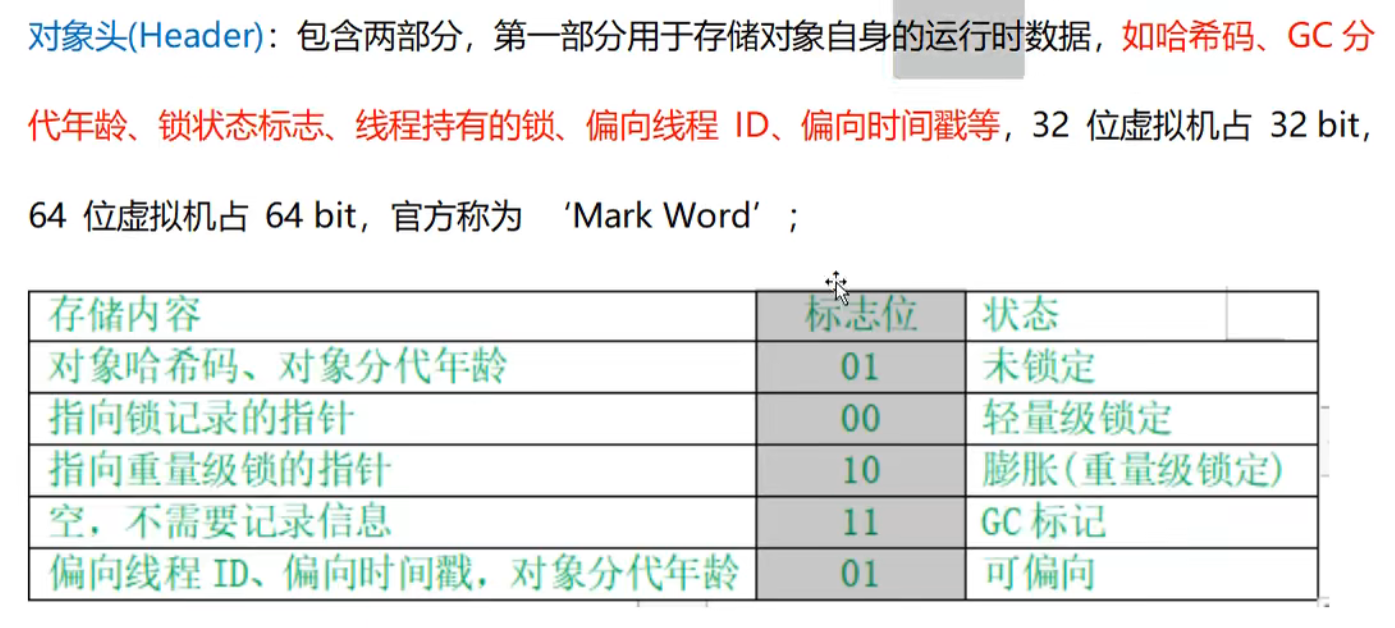 对象头(Header)：包含两部分，第一部分用于存储对象自身的运行时数据，如哈希码、GC 分
代年龄、锁状态标志、线程持有的锁、偏向线程 ID、偏向时间戳等，32 位虚拟机占 32 bit，
64 位虚拟机占 64 bit，官方称为 ‘Mark Word’；
存储内容 标志位 状态
对象哈希码、对象分代年龄 01 未锁定
指向锁记录的指针 00 轻量级锁定
指向重量级锁的指针 10 膨胀(重量级锁定)
空，不需要记录信息 11 GC标记
偏向线程ID、偏向时间戳，对象分代年龄 01 可偏向